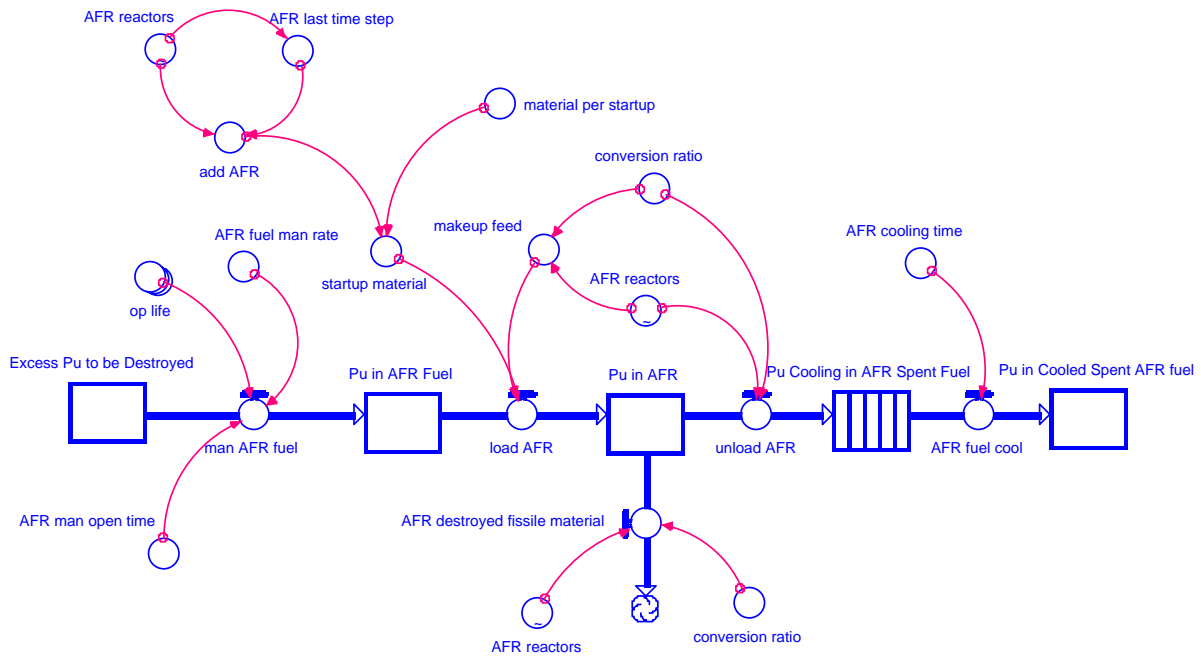 AFR reactors
AFR last time step
material per startup
add AFR
conversion ratio
makeup feed
AFR fuel man rate
AFR cooling time
startup material
AFR reactors
~
op life
Excess Pu to be Destroyed
Pu in AFR Fuel
Pu in AFR
Pu Cooling in AFR Spent Fuel
Pu in Cooled Spent AFR fuel
man AFR fuel
load AFR
unload AFR
AFR fuel cool
AFR man open time
AFR destroyed fissile material
~
AFR reactors
conversion ratio